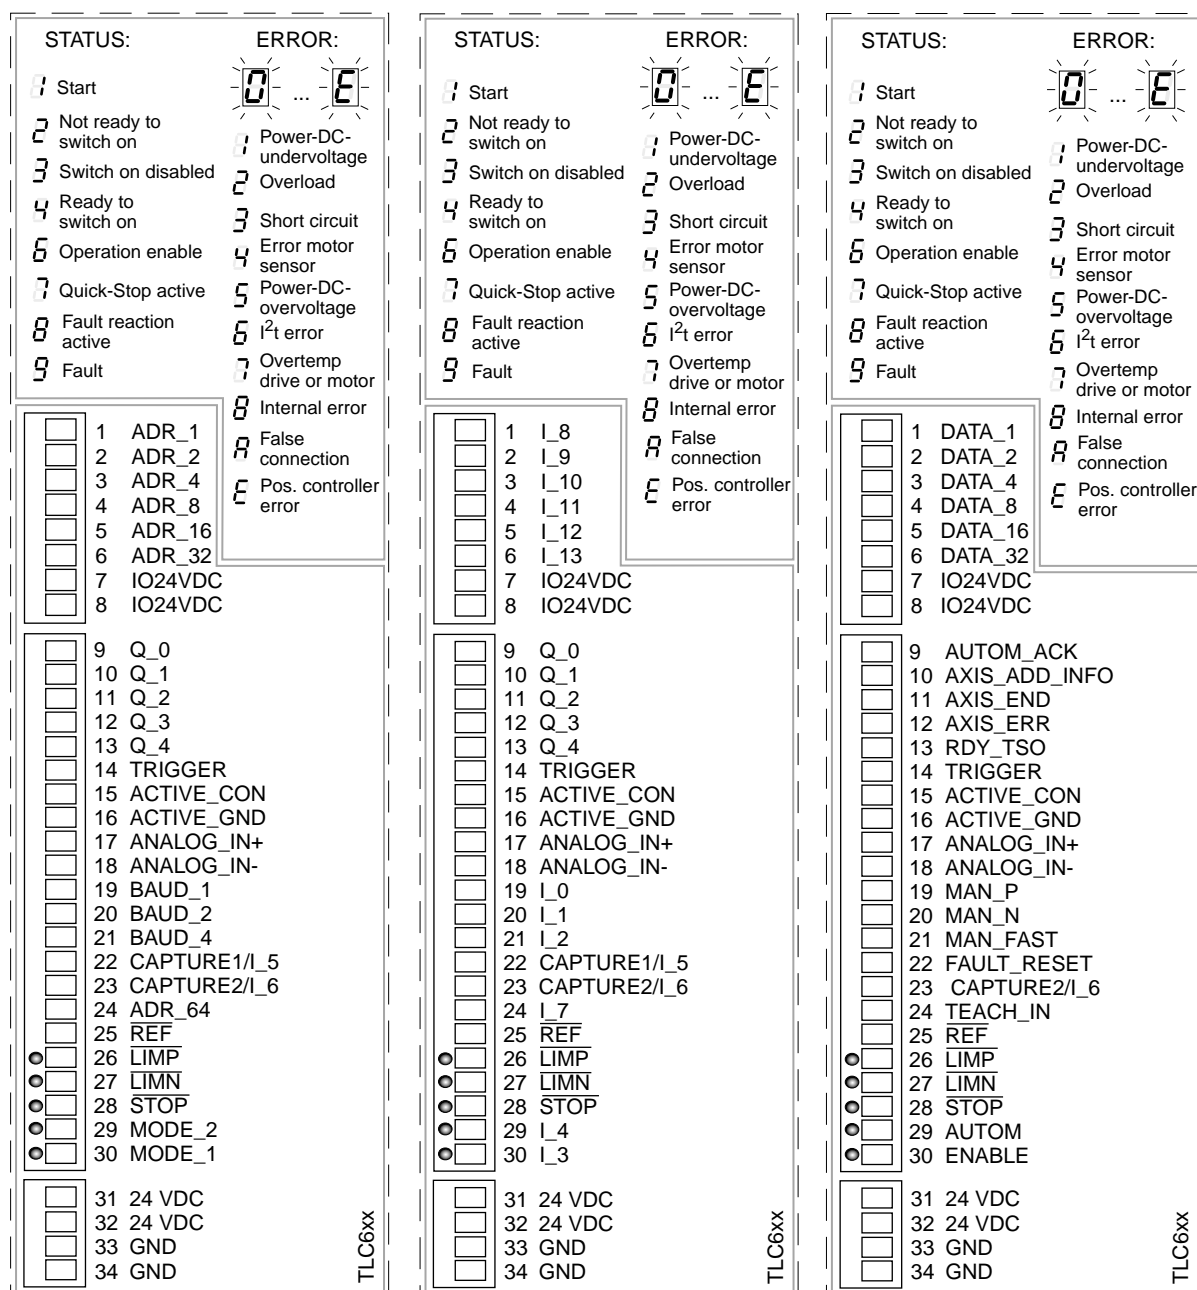 STATUS:
1 Start
2 Not ready to
switch on
3 Switch on disabled
4 Ready to
switch on
6 Operation enable
7 Quick-Stop active
8 Fault reaction
active
9 Fault
ERROR:
0 ... E
1 Power-DC-
undervoltage
2 Overload
3 Short circuit
4 Error motor
sensor
5 Power-DC-
overvoltage
6 I2t error
7 Overtemp
drive or motor
8 Internal error
A False
connection
E Pos. controller
error
1 ADR_1
2 ADR_2
3 ADR_4
4 ADR_8
5 ADR_16
6 ADR_32
7 IO24VDC
8 IO24VDC
9 Q_0
10 Q_1
11 Q_2
12 Q_3
13 Q_4
14 TRIGGER
15 ACTIVE_CON
16 ACTIVE_GND
17 ANALOG_IN+
18 ANALOG_IN-
19 BAUD_1
20 BAUD_2
21 BAUD_4
22 CAPTURE1/I_5
23 CAPTURE2/I_6
24 ADR_64
25 REF
26 LIMP
27 LIMN
28 STOP
29 MODE_2
30 MODE_1
31 24 VDC
32 24 VDC
33 GND
34 GND
TLC6xx
STATUS:
1 Start
2 Not ready to
switch on
3 Switch on disabled
4 Ready to
switch on
6 Operation enable
7 Quick-Stop active
8 Fault reaction
active
9 Fault
ERROR:
0 ... E
1 Power-DC-
undervoltage
2 Overload
3 Short circuit
4 Error motor
sensor
5 Power-DC-
overvoltage
6 I2t error
7 Overtemp
drive or motor
8 Internal error
A False
connection
E Pos. controller
error
1 I_8
2 I_9
3 I_10
4 I_11
5 I_12
6 I_13
7 IO24VDC
8 IO24VDC
9 Q_0
10 Q_1
11 Q_2
12 Q_3
13 Q_4
14 TRIGGER
15 ACTIVE_CON
16 ACTIVE_GND
17 ANALOG_IN+
18 ANALOG_IN-
19 I_0
20 I_1
21 I_2
22 CAPTURE1/I_5
23 CAPTURE2/I_6
24 I_7
25 REF
26 LIMP
27 LIMN
28 STOP
29 I_4
30 I_3
31 24 VDC
32 24 VDC
33 GND
34 GND
TLC6xx
STATUS:
1 Start
2 Not ready to
switch on
3 Switch on disabled
4 Ready to
switch on
6 Operation enable
7 Quick-Stop active
8 Fault reaction
active
9 Fault
ERROR:
0 ... E
1 Power-DC-
undervoltage
2 Overload
3 Short circuit
4 Error motor
sensor
5 Power-DC-
overvoltage
6 I2t error
7 Overtemp
drive or motor
8 Internal error
A False
connection
E Pos. controller
error
1 DATA_1
2 DATA_2
3 DATA_4
4 DATA_8
5 DATA_16
6 DATA_32
7 IO24VDC
8 IO24VDC
9 AUTOM_ACK
10 AXIS_ADD_INFO
11 AXIS_END
12 AXIS_ERR
13 RDY_TSO
14 TRIGGER
15 ACTIVE_CON
16 ACTIVE_GND
17 ANALOG_IN+
18 ANALOG_IN-
19 MAN_P
20 MAN_N
21 MAN_FAST
22 FAULT_RESET
23 CAPTURE2/I_6
24 TEACH_IN
25 REF
26 LIMP
27 LIMN
28 STOP
29 AUTOM
30 ENABLE
31 24 VDC
32 24 VDC
33 GND
34 GND
TLC6xx